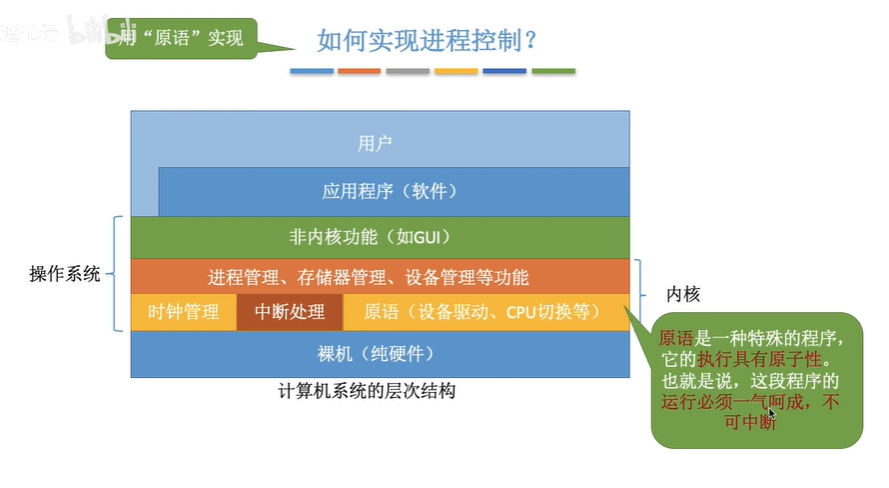 用“原语”实现
如何实现进程控制？
用户
应用程序（软件）
非内核功能（如GUI）
操作系统
进程管理、存储器管理、设备管理等功能
内核
时钟管理
中断处理
原语（设备驱动、CPU切换等）
裸机（纯硬件）
计算机系统的层次结构
原语是一种特殊的程序，
它的执行具有原子性。
也就是说，这段程序的
运行必须一气呵成，不
可中断